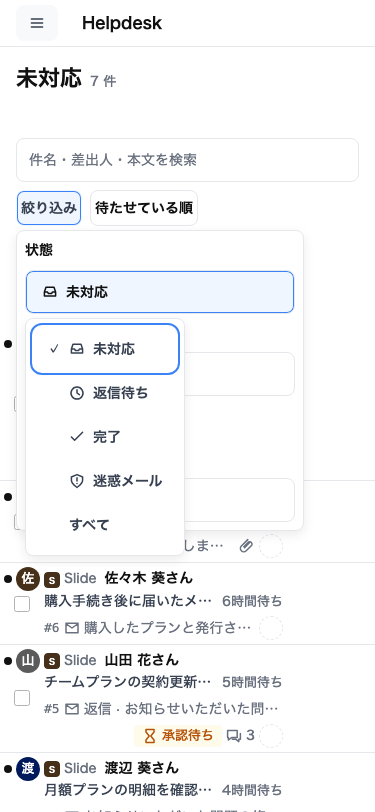 Helpdesk
未対応 7 件
件名・差出人・本文を検索
絞り込み 待たせている順
状態
未対応
✓ 未対応
返信待ち
完了
迷惑メール
すべて
しま…
佐 S Slide 佐々木 葵さん
購入手続き後に届いたメ… 6時間待ち
#6 購入したプランと発行さ…
山 S Slide 山田 花さん
チームプランの契約更新… 5時間待ち
#5 返信 · お知らせいただいた問…
承認待ち 3
渡 S Slide 渡辺 葵さん
月額プランの明細を確認… 4時間待ち